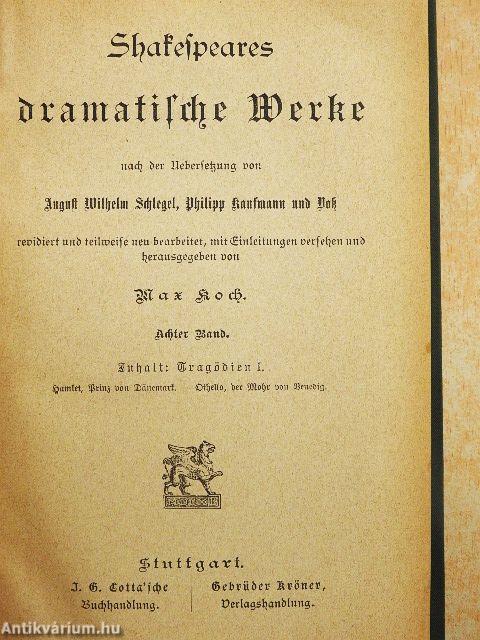 Shakeſpeares
dramatiſche Werke
nach der Ueberſetzung von
Auguſt Wilhelm Schlegel, Philipp Kaufmann und Voß
revidiert und teilweiſe neu bearbeitet, mit Einleitungen verſehen und
herausgegeben von
Max Koch.
Achter Band.
Inhalt: Tragödien I.
Hamlet, Prinz von Dänemark. — Othello, der Mohr von Venedig.
Stuttgart.
J. G. Cotta'ſche
Buchhandlung.
Gebrüder Kröner,
Verlagshandlung.
Antikvárium.hu